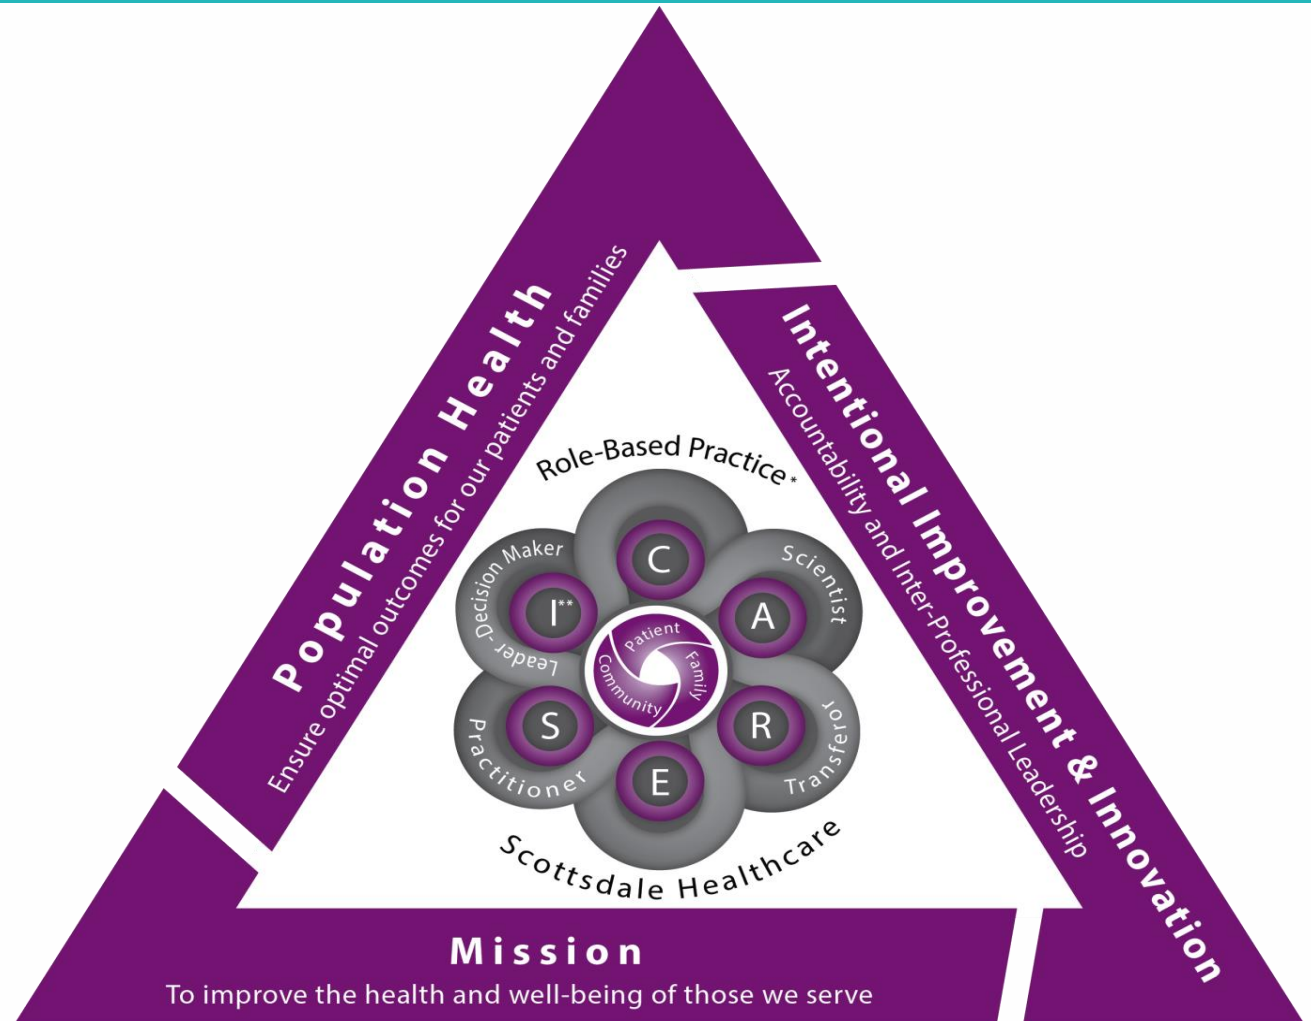 Population Health
Ensure optimal outcomes for our patients and families
Intentional Improvement & Innovation
Accountability and Inter-Professional Leadership
Role-Based Practice*
C
Scientist
A
Transferor
R
E
Practitioner
S
Leader-Decision Maker
I**
Patient
Family
Community
Scottsdale Healthcare
Mission
To improve the health and well-being of those we serve